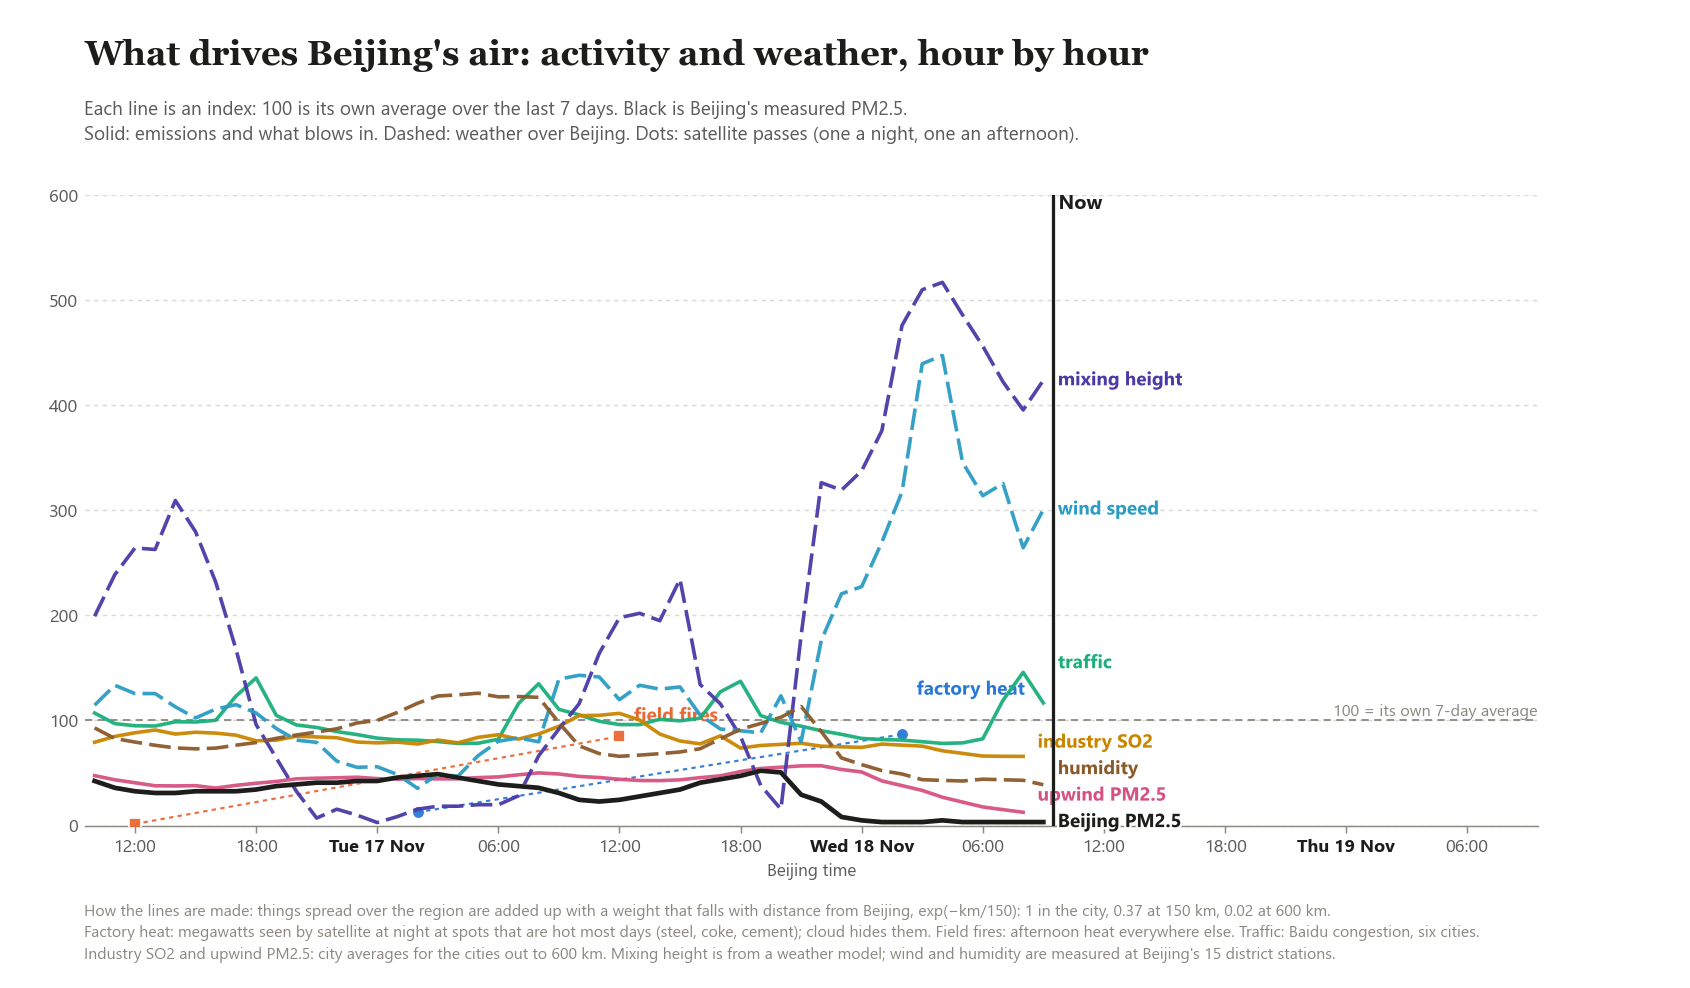 What drives Beijing's air: activity and weather, hour by hour
Each line is an index: 100 is its own average over the last 7 days. Black is Beijing's measured PM2.5.
Solid: emissions and what blows in. Dashed: weather over Beijing. Dots: satellite passes (one a night, one an afternoon).
600
Now
500
400
mixing height
300
wind speed
200
traffic
factory heat
field fires
100
100 = its own 7-day average
industry SO2
humidity
upwind PM2.5
0
Beijing PM2.5
12:00 18:00 Tue 17 Nov 06:00 12:00 18:00 Wed 18 Nov 06:00 12:00 18:00 Thu 19 Nov 06:00
Beijing time
How the lines are made: things spread over the region are added up with a weight that falls with distance from Beijing, exp(−km/150): 1 in the city, 0.37 at 150 km, 0.02 at 600 km.
Factory heat: megawatts seen by satellite at night at spots that are hot most days (steel, coke, cement); cloud hides them. Field fires: afternoon heat everywhere else. Traffic: Baidu congestion, six cities.
Industry SO2 and upwind PM2.5: city averages for the cities out to 600 km. Mixing height is from a weather model; wind and humidity are measured at Beijing's 15 district stations.